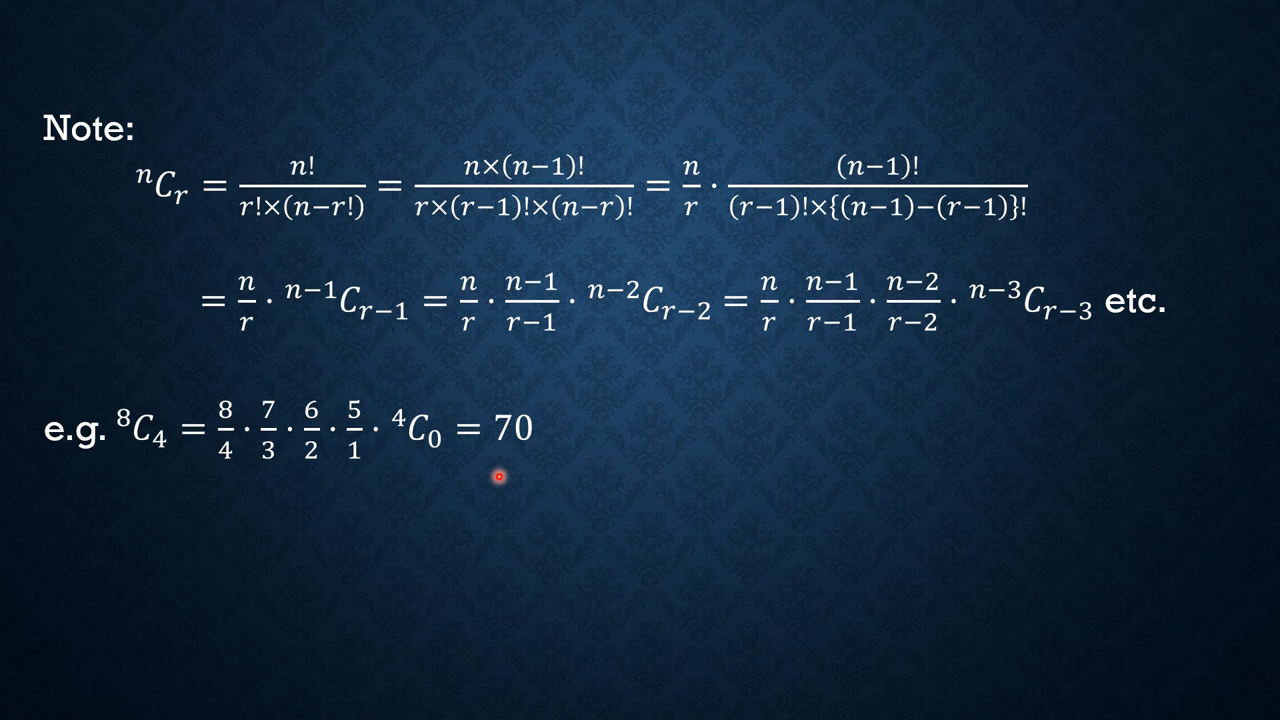 Note:
ⁿCᵣ = n!/(r!×(n−r!)) = n×(n−1)!/(r×(r−1)!×(n−r)!) = n/r · (n−1)!/((r−1)!×{(n−1)−(r−1)}!)
= n/r · ⁿ⁻¹Cᵣ₋₁ = n/r · n−1/r−1 · ⁿ⁻²Cᵣ₋₂ = n/r · n−1/r−1 · n−2/r−2 · ⁿ⁻³Cᵣ₋₃ etc.
e.g. ⁸C₄ = 8/4 · 7/3 · 6/2 · 5/1 · ⁴C₀ = 70